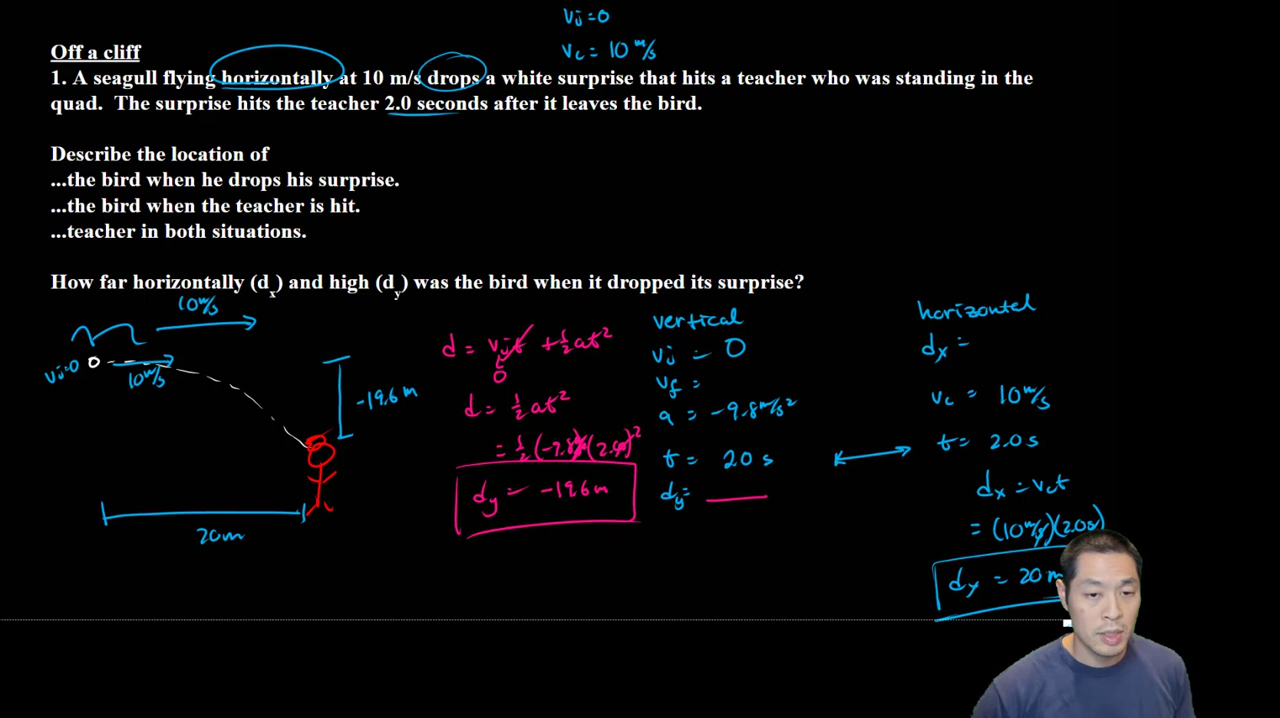 vi = 0
vc = 10 m/s
Off a cliff
1. A seagull flying horizontally at 10 m/s drops a white surprise that hits a teacher who was standing in the
quad. The surprise hits the teacher 2.0 seconds after it leaves the bird.
Describe the location of
...the bird when he drops his surprise.
...the bird when the teacher is hit.
...teacher in both situations.
How far horizontally (dx) and high (dy) was the bird when it dropped its surprise?
10 m/s
vi=0
10 m/s
-19.6 m
20 m
d = vit + ½at²
0
d = ½at²
= ½(-9.8)(2.0)²
dy = -19.6 m
vertical
vi = 0
vf =
a = -9.8 m/s²
t = 2.0 s
dy =
horizontal
dx =
vc = 10 m/s
t = 2.0 s
dx = vct
= (10 m/s)(2.0s)
dx = 20 m